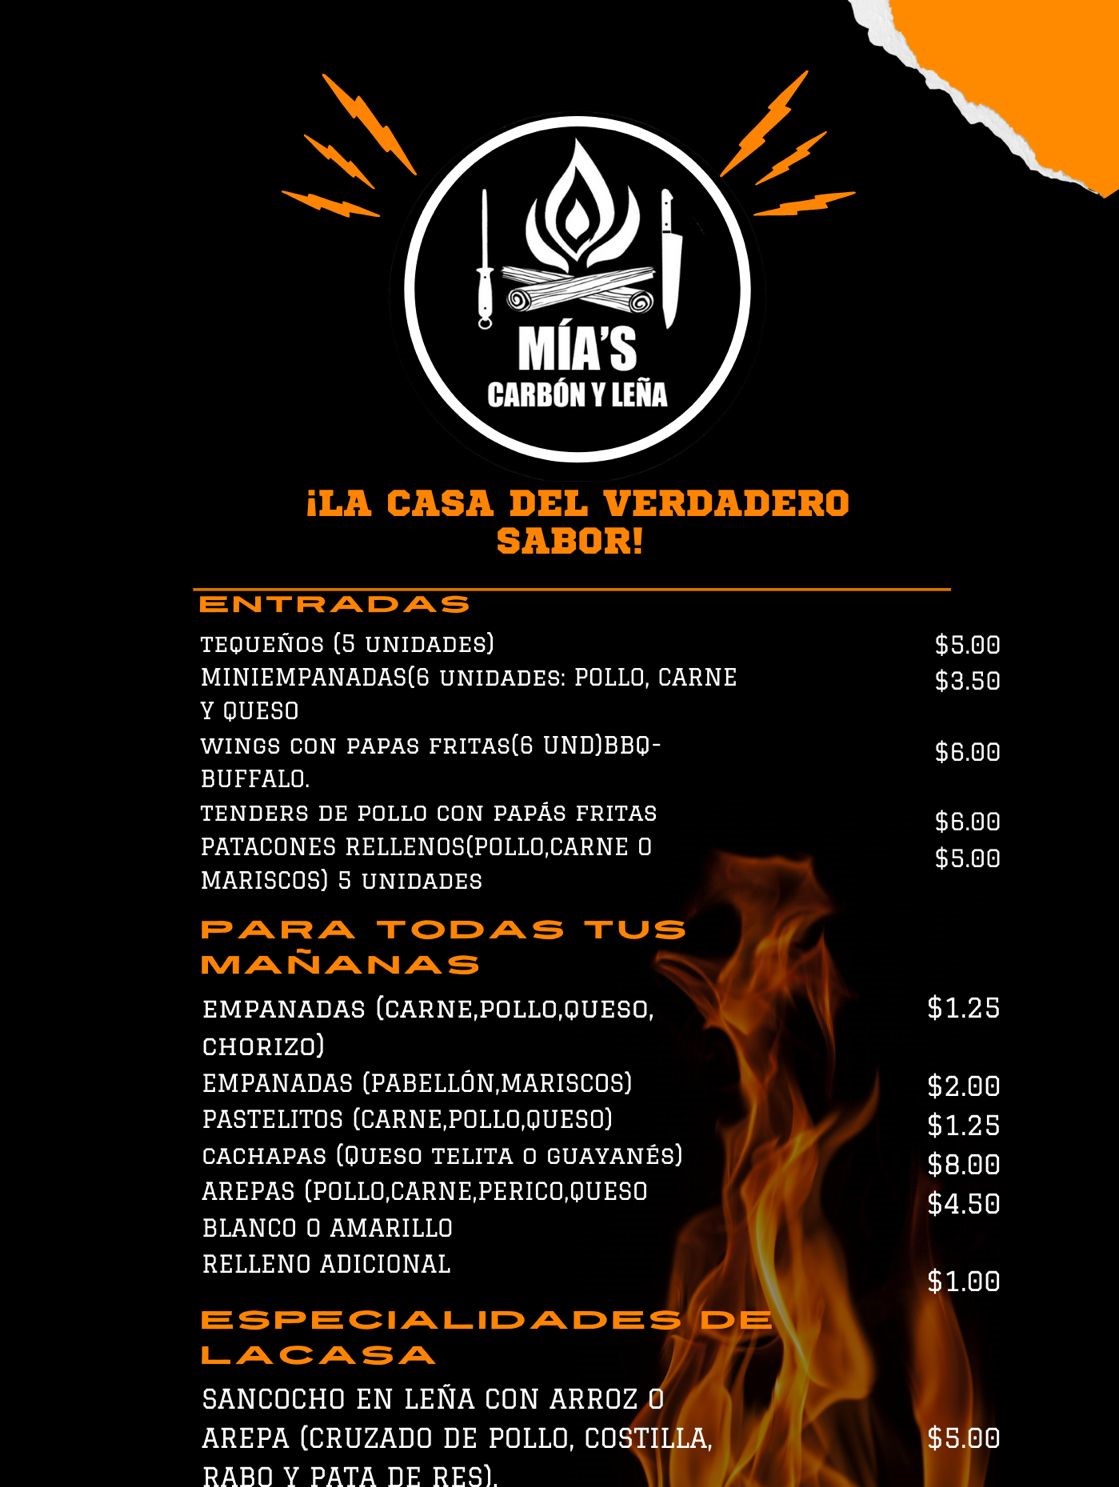 MÍA'S
CARBÓN Y LEÑA
¡LA CASA DEL VERDADERO
SABOR!
ENTRADAS
TEQUEÑOS (5 UNIDADES) $5.00
MINIEMPANADAS(6 UNIDADES: POLLO, CARNE $3.50
Y QUESO
WINGS CON PAPAS FRITAS(6 UND)BBQ- $6.00
BUFFALO.
TENDERS DE POLLO CON PAPÁS FRITAS $6.00
PATACONES RELLENOS(POLLO,CARNE O $5.00
MARISCOS) 5 UNIDADES
PARA TODAS TUS
MAÑANAS
EMPANADAS (CARNE,POLLO,QUESO, $1.25
CHORIZO)
EMPANADAS (PABELLÓN,MARISCOS) $2.00
PASTELITOS (CARNE,POLLO,QUESO) $1.25
CACHAPAS (QUESO TELITA O GUAYANÉS) $8.00
AREPAS (POLLO,CARNE,PERICO,QUESO $4.50
BLANCO O AMARILLO
RELLENO ADICIONAL $1.00
ESPECIALIDADES DE
LACASA
SANCOCHO EN LEÑA CON ARROZ O
AREPA (CRUZADO DE POLLO, COSTILLA, $5.00
RABO Y PATA DE RES).